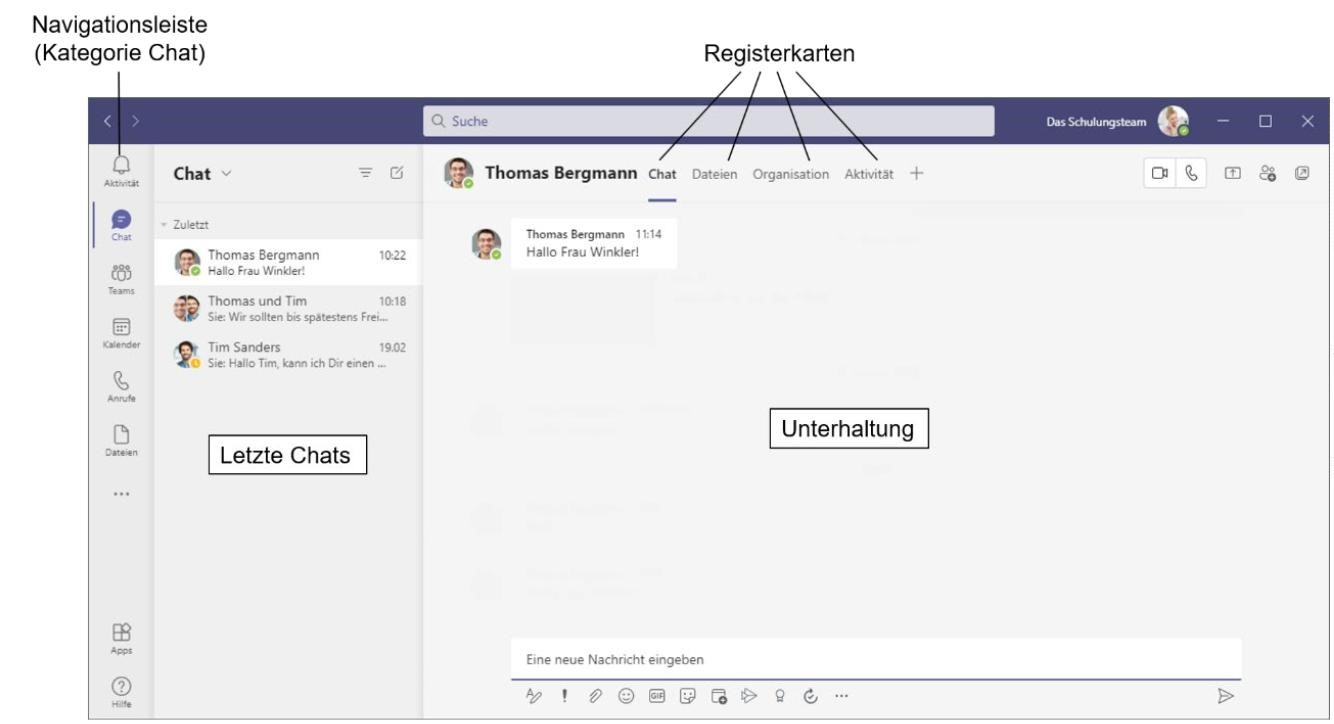 Navigationsleiste
(Kategorie Chat)
Registerkarten
Suche
Das Schulungsteam
Aktivität
Chat
Teams
Kalender
Anrufe
Dateien
Apps
Hilfe
Chat
Zuletzt
Thomas Bergmann 10:22
Hallo Frau Winkler!
Thomas und Tim 10:18
Sie: Wir sollten bis spätestens Frei...
Tim Sanders 19.02
Sie: Hallo Tim, kann ich Dir einen ...
Letzte Chats
Thomas Bergmann Chat Dateien Organisation Aktivität
Thomas Bergmann 11:14
Hallo Frau Winkler!
Unterhaltung
Eine neue Nachricht eingeben
GIF